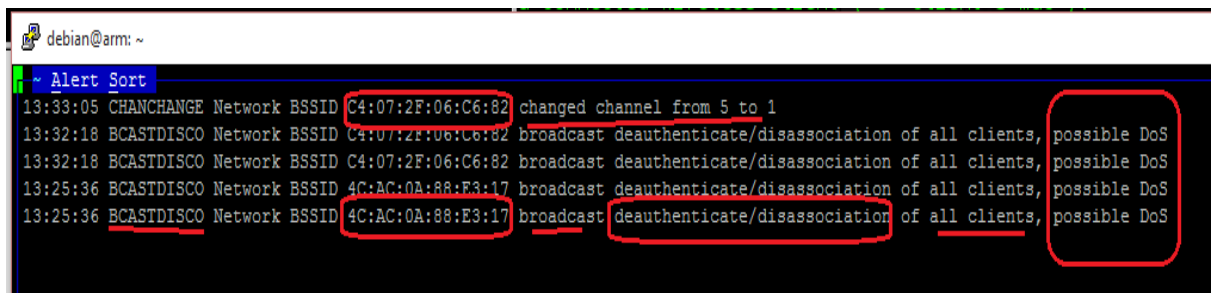 debian@arm: ~
~ Alert Sort
13:33:05 CHANCHANGE Network BSSID C4:07:2F:06:C6:82 changed channel from 5 to 1
13:32:18 BCASTDISCO Network BSSID C4:07:2F:06:C6:82 broadcast deauthenticate/disassociation of all clients, possible DoS
13:32:18 BCASTDISCO Network BSSID C4:07:2F:06:C6:82 broadcast deauthenticate/disassociation of all clients, possible DoS
13:25:36 BCASTDISCO Network BSSID 4C:AC:0A:88:E3:17 broadcast deauthenticate/disassociation of all clients, possible DoS
13:25:36 BCASTDISCO Network BSSID 4C:AC:0A:88:E3:17 broadcast deauthenticate/disassociation of all clients, possible DoS